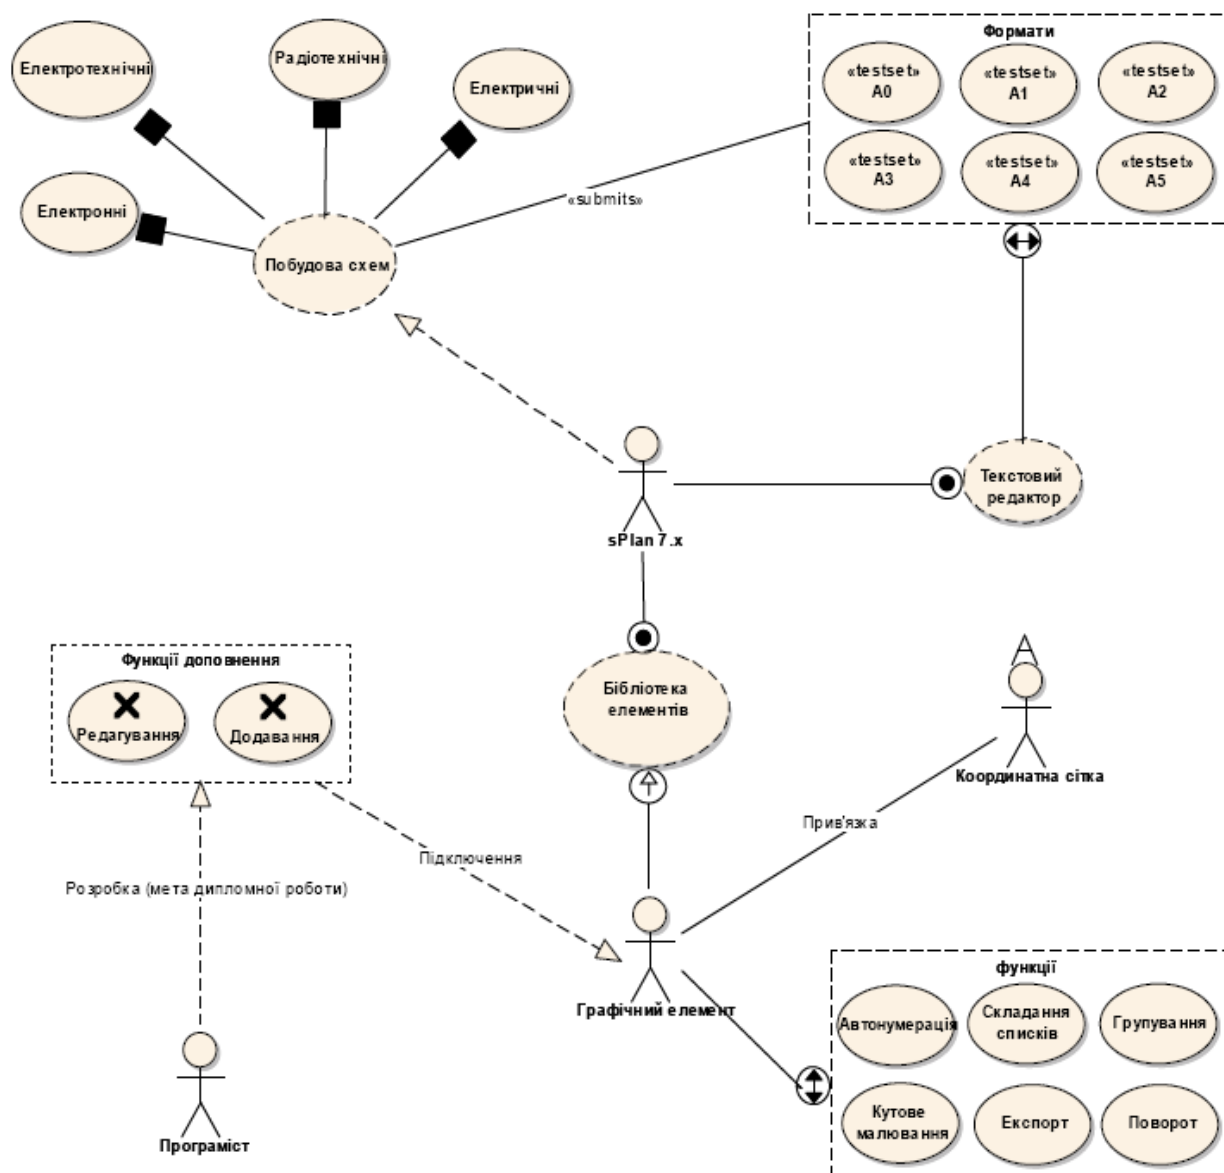 Формати
Електротехнічні
Радіотехнічні
Електричні
«testset»
A0
«testset»
A1
«testset»
A2
«testset»
A3
«testset»
A4
«testset»
A5
«submits»
Електронні
Побудова схем
Текстовий
редактор
sPlan 7.x
Функції доповнення
Редагування
Додавання
Бібліотека
елементів
Координатна сітка
Прив'язка
Підключення
Розробка (мета дипломної роботи)
Графічний елемент
функції
Автонумерація
Складання
списків
Групування
Кутове
малювання
Експорт
Поворот
Програміст